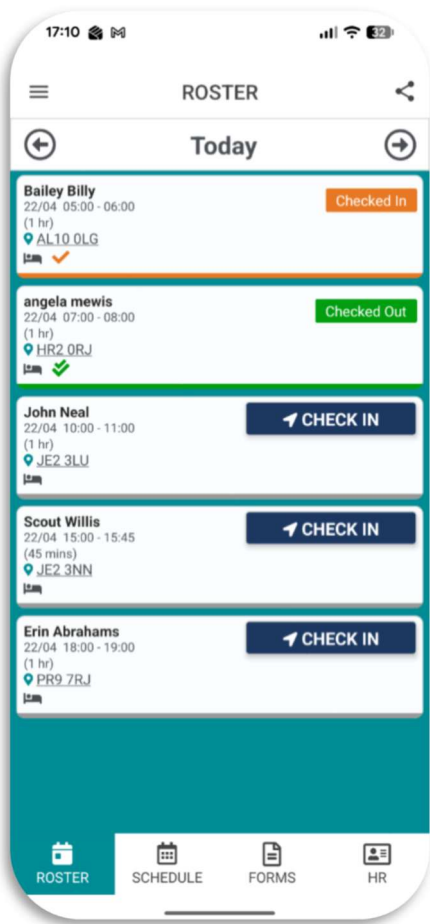 17:10 32
ROSTER
Today
Bailey Billy
22/04 05:00 - 06:00
(1 hr)
AL10 0LG
Checked In
angela mewis
22/04 07:00 - 08:00
(1 hr)
HR2 0RJ
Checked Out
John Neal
22/04 10:00 - 11:00
(1 hr)
JE2 3LU
CHECK IN
Scout Willis
22/04 15:00 - 15:45
(45 mins)
JE2 3NN
CHECK IN
Erin Abrahams
22/04 18:00 - 19:00
(1 hr)
PR9 7RJ
CHECK IN
ROSTER SCHEDULE FORMS HR